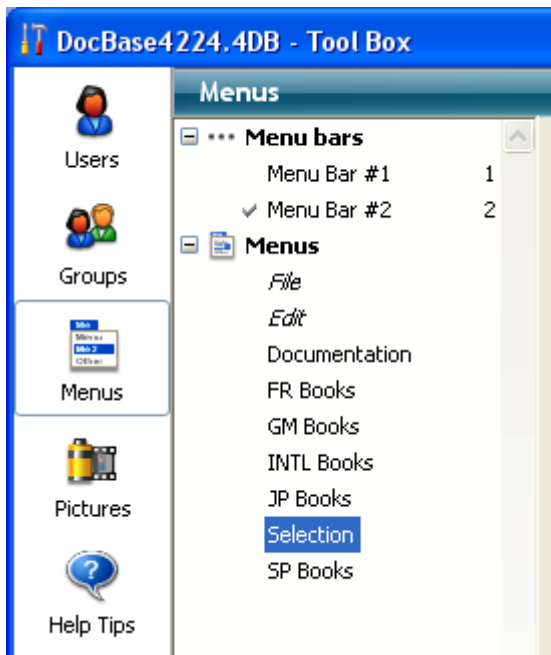 DocBase4224.4DB - Tool Box
Users
Groups
Menus
Pictures
Help Tips
Menus
Menu bars
Menu Bar #1 1
Menu Bar #2 2
Menus
File
Edit
Documentation
FR Books
GM Books
INTL Books
JP Books
Selection
SP Books